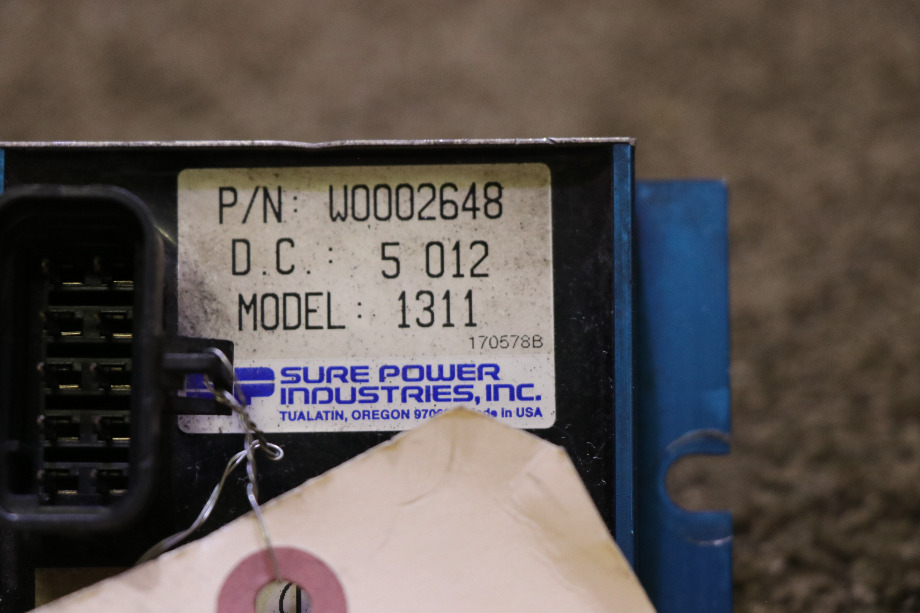 P/N: W0002648
D.C.: 5 012
MODEL: 1311
170578B
SURE POWER
INDUSTRIES, INC.
TUALATIN, OREGON in USA